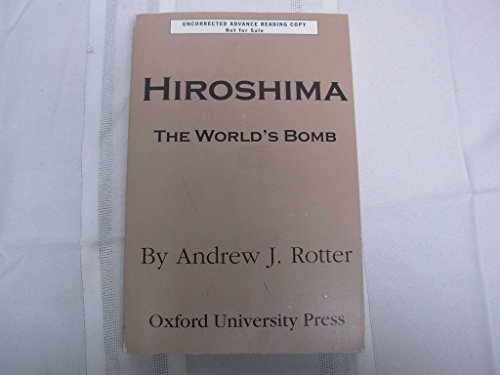 UNCORRECTED ADVANCE READING COPY
Not for Sale
HIROSHIMA
THE WORLD'S BOMB
By Andrew J. Rotter
Oxford University Press